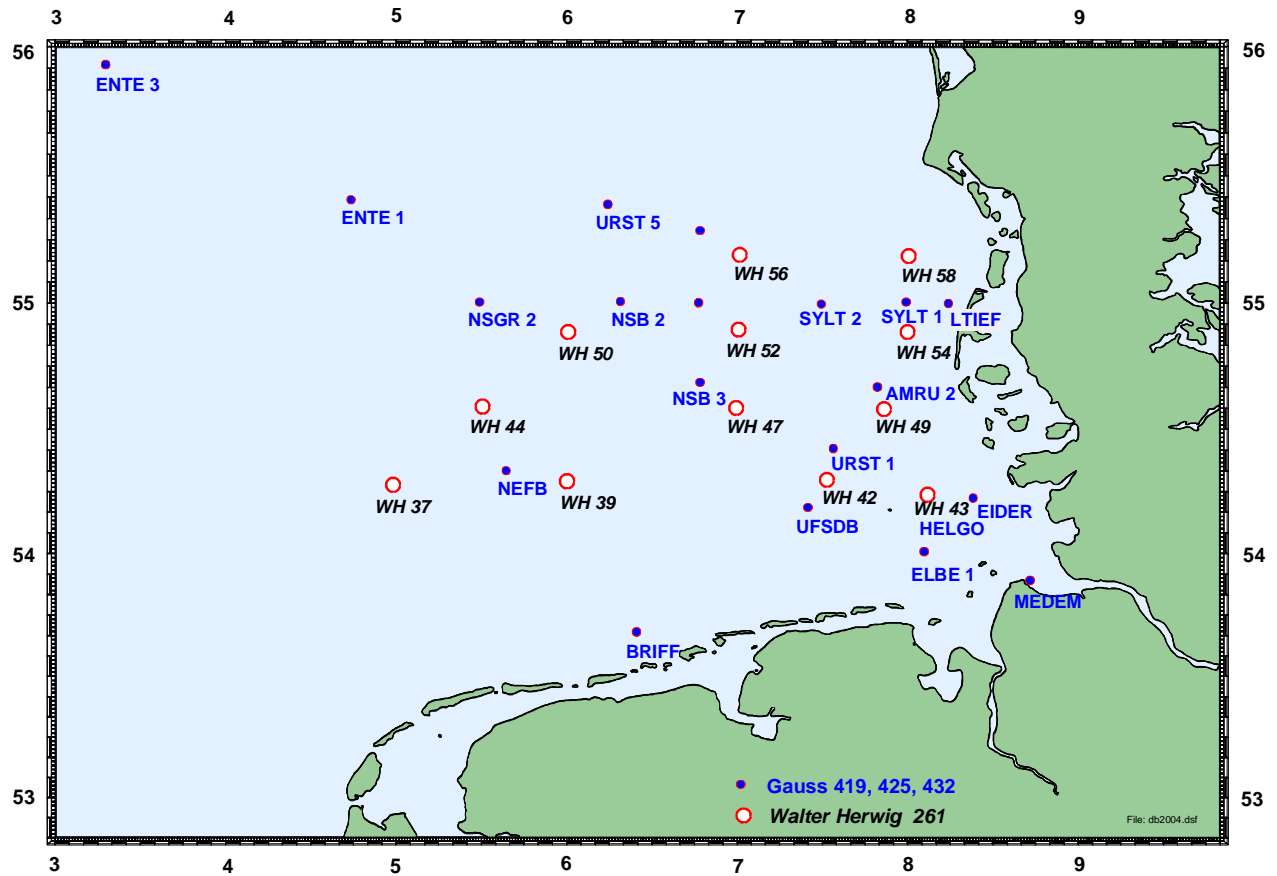 3 4 5 6 7 8 9
56 56
ENTE 3
ENTE 1
URST 5
WH 56
WH 58
55 55
NSGR 2
NSB 2
SYLT 2
SYLT 1
LTIEF
WH 50
WH 52
WH 54
NSB 3
AMRU 2
WH 44
WH 47
WH 49
URST 1
NEFB
WH 37
WH 39
WH 42
WH 43
EIDER
UFSDB
HELGO
54 54
ELBE 1
MEDEM
BRIFF
Gauss 419, 425, 432
53 53
Walter Herwig 261
File: db2004.dsf
3 4 5 6 7 8 9